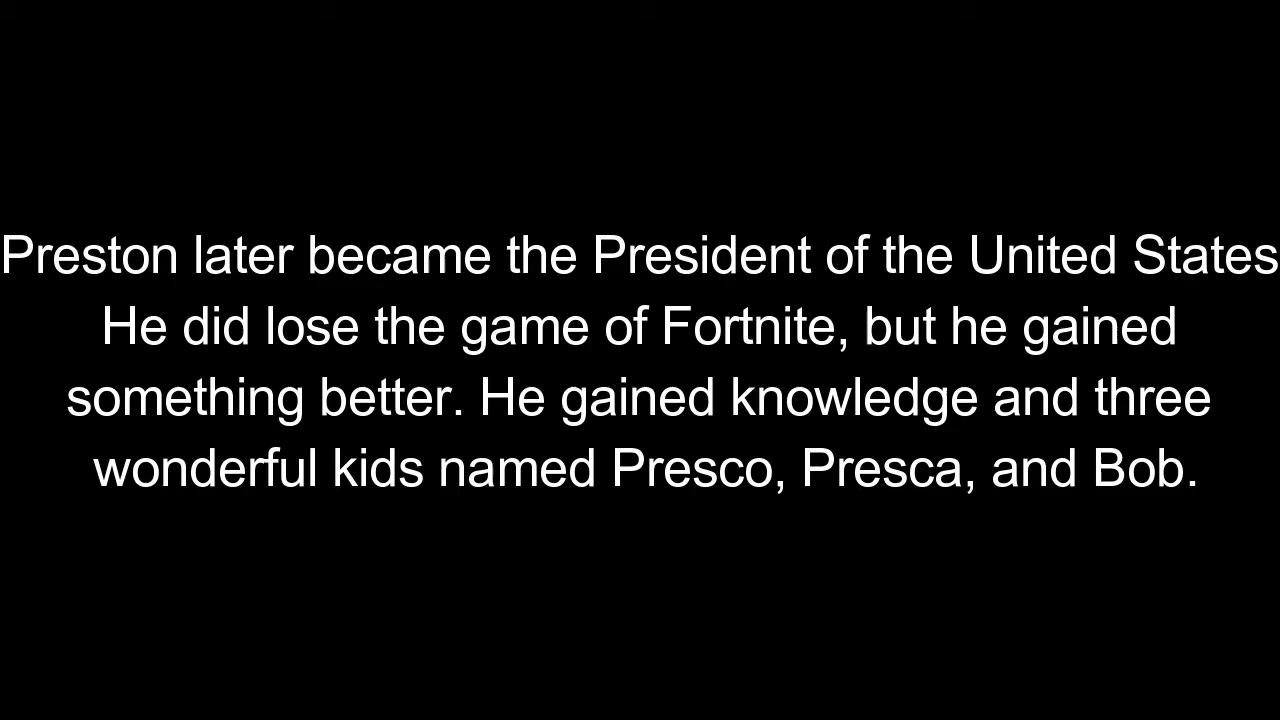 Preston later became the President of the United States
He did lose the game of Fortnite, but he gained
something better. He gained knowledge and three
wonderful kids named Presco, Presca, and Bob.